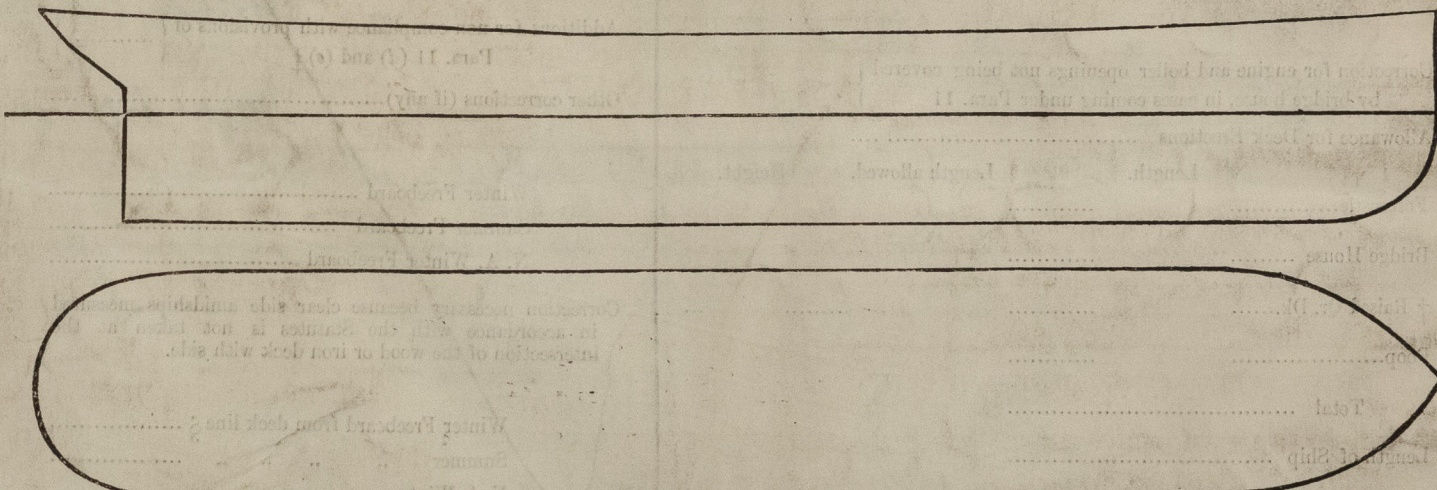 Correction for engine and boiler openings not being covered
by bridge house, in cases coming under Para. 11
Allowance for Deck Erections
Length. Length allowed. Height.
Bridge House
† Raised Qr. Dk.
Total
Length of Ship
Additions for non-compliance with provisions of
Para. 11 (f) and (e)
Other corrections (if any)
Winter Freeboard
Summer Freeboard
N. A. Winter Freeboard
Correction necessary because clear side amidships
in accordance with the Statutes is not taken at the
intersection of the wood or iron deck with side.
Winter Freeboard from deck line §
Summer " " " "